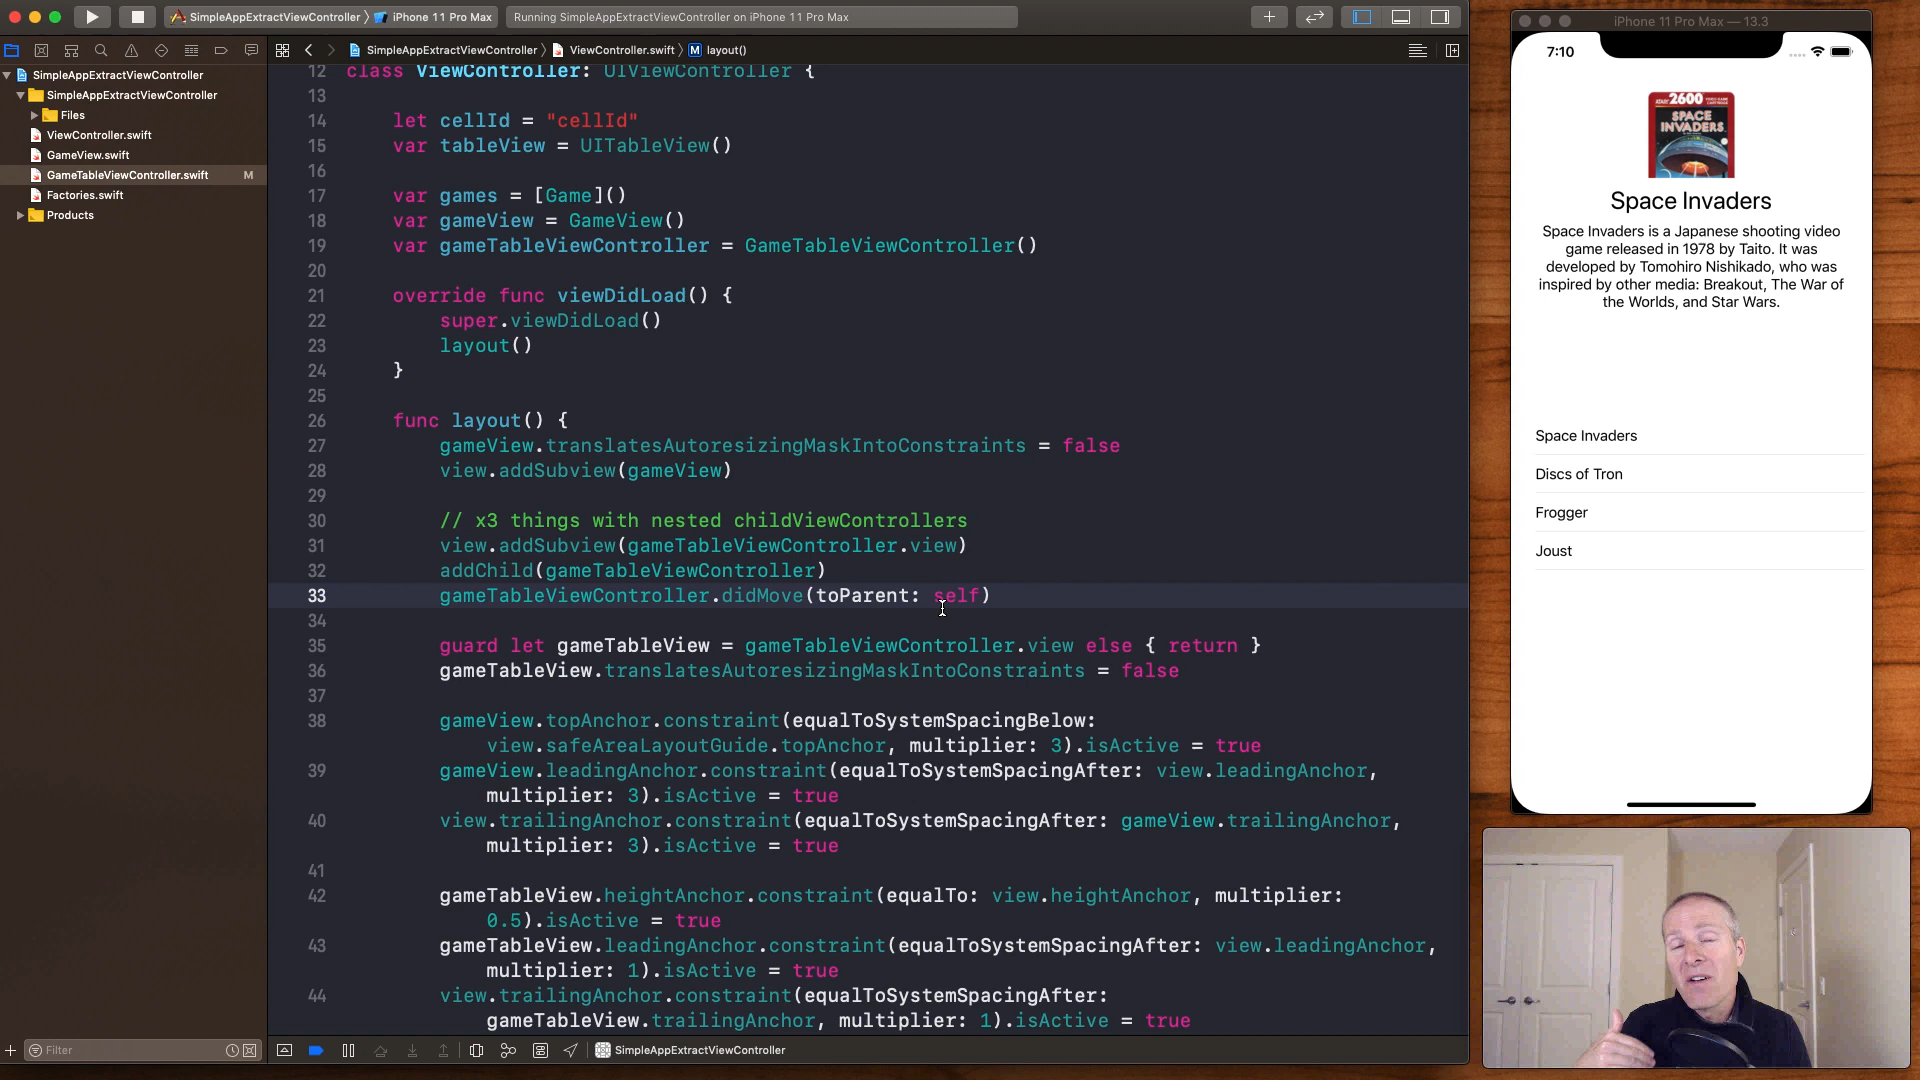 SimpleAppExtractViewController
iPhone 11 Pro Max
Running SimpleAppExtractViewController on iPhone 11 Pro Max
SimpleAppExtractViewController
ViewController.swift
M
layout()
SimpleAppExtractViewController
SimpleAppExtractViewController
Files
ViewController.swift
GameView.swift
GameTableViewController.swift M
Factories.swift
Products
12 class ViewController: UIViewController {
13
14 let cellId = "cellId"
15 var tableView = UITableView()
16
17 var games = [Game]()
18 var gameView = GameView()
19 var gameTableViewController = GameTableViewController()
20
21 override func viewDidLoad() {
22 super.viewDidLoad()
23 layout()
24 }
25
26 func layout() {
27 gameView.translatesAutoresizingMaskIntoConstraints = false
28 view.addSubview(gameView)
29
30 // x3 things with nested childViewControllers
31 view.addSubview(gameTableViewController.view)
32 addChild(gameTableViewController)
33 gameTableViewController.didMove(toParent: self)
34
35 guard let gameTableView = gameTableViewController.view else { return }
36 gameTableView.translatesAutoresizingMaskIntoConstraints = false
37
38 gameView.topAnchor.constraint(equalToSystemSpacingBelow:
view.safeAreaLayoutGuide.topAnchor, multiplier: 3).isActive = true
39 gameView.leadingAnchor.constraint(equalToSystemSpacingAfter: view.leadingAnchor,
multiplier: 3).isActive = true
40 view.trailingAnchor.constraint(equalToSystemSpacingAfter: gameView.trailingAnchor,
multiplier: 3).isActive = true
41
42 gameTableView.heightAnchor.constraint(equalTo: view.heightAnchor, multiplier:
0.5).isActive = true
43 gameTableView.leadingAnchor.constraint(equalToSystemSpacingAfter: view.leadingAnchor,
multiplier: 1).isActive = true
44 view.trailingAnchor.constraint(equalToSystemSpacingAfter:
gameTableView.trailingAnchor, multiplier: 1).isActive = true
Filter
SimpleAppExtractViewController
iPhone 11 Pro Max — 13.3
7:10
ATARI 2600
SPACE
INVADERS
Space Invaders
Space Invaders is a Japanese shooting video
game released in 1978 by Taito. It was
developed by Tomohiro Nishikado, who was
inspired by other media: Breakout, The War of
the Worlds, and Star Wars.
Space Invaders
Discs of Tron
Frogger
Joust